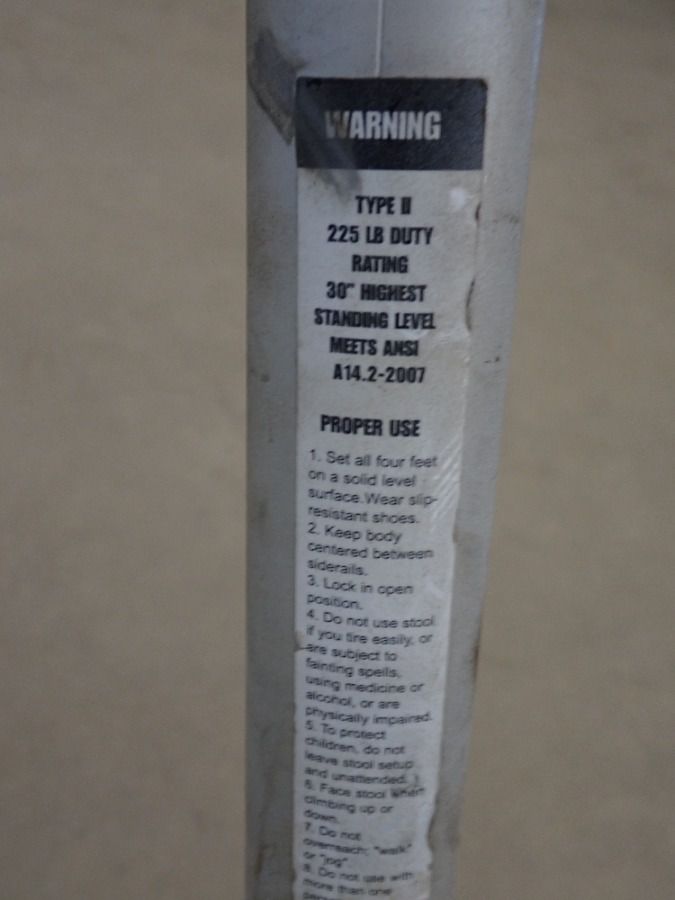 WARNING
TYPE II
225 LB DUTY
RATING
30" HIGHEST
STANDING LEVEL
MEETS ANSI
A14.2-2007
PROPER USE
1. Set all four feet
on a solid level
surface.Wear slip-
resistant shoes.
2. Keep body
centered between
siderails.
3. Lock in open
position.
4. Do not use stool
if you tire easily, or
are subject to
fainting spells,
using medicine or
alcohol, or are
physically impaired.
5. To protect
children, do not
leave stool setup
and unattended.
6. Face stool when
climbing up or
down.
7. Do not
overreach; "walk"
or "jog"
8. Do not use with
more than one